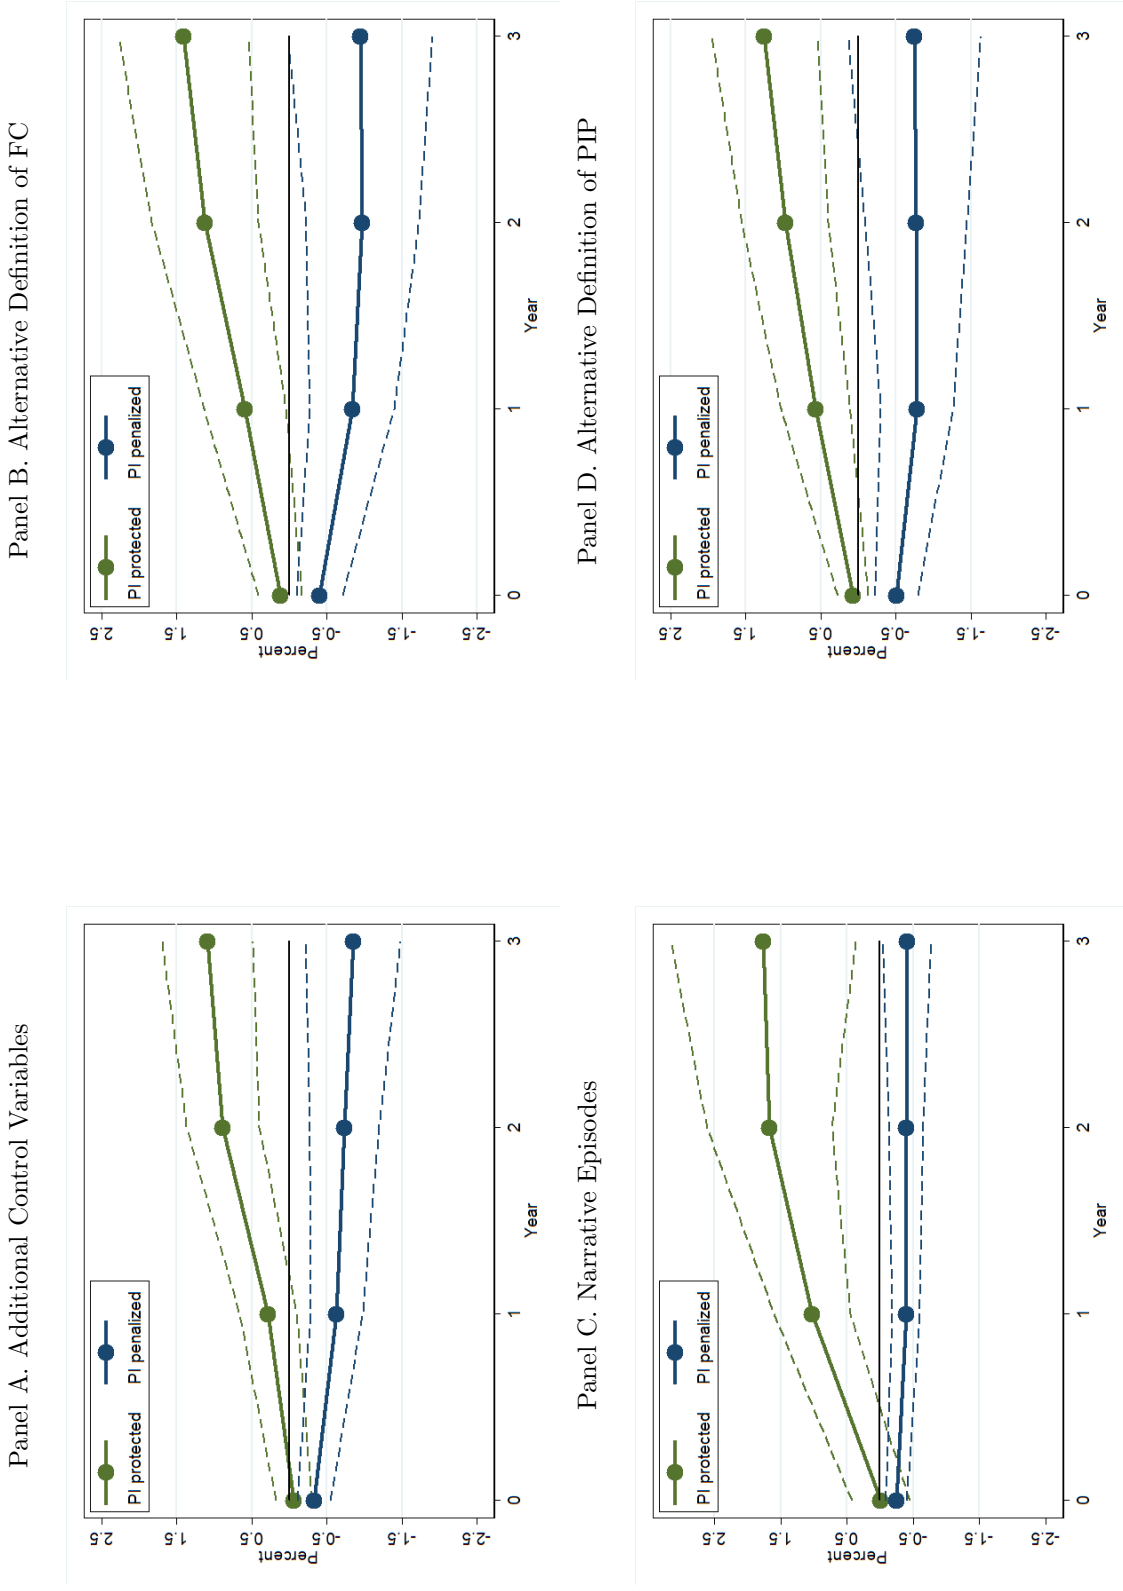 Panel A. Additional Control Variables
PI protected
PI penalized
Percent
2.5
1.5
0.5
-0.5
-1.5
-2.5
0
1
2
3
Year
Panel B. Alternative Definition of FC
PI protected
PI penalized
Percent
2.5
1.5
0.5
-0.5
-1.5
-2.5
0
1
2
3
Year
Panel C. Narrative Episodes
PI protected
PI penalized
Percent
2.5
1.5
0.5
-0.5
-1.5
-2.5
0
1
2
3
Year
Panel D. Alternative Definition of PIP
PI protected
PI penalized
Percent
2.5
1.5
0.5
-0.5
-1.5
-2.5
0
1
2
3
Year